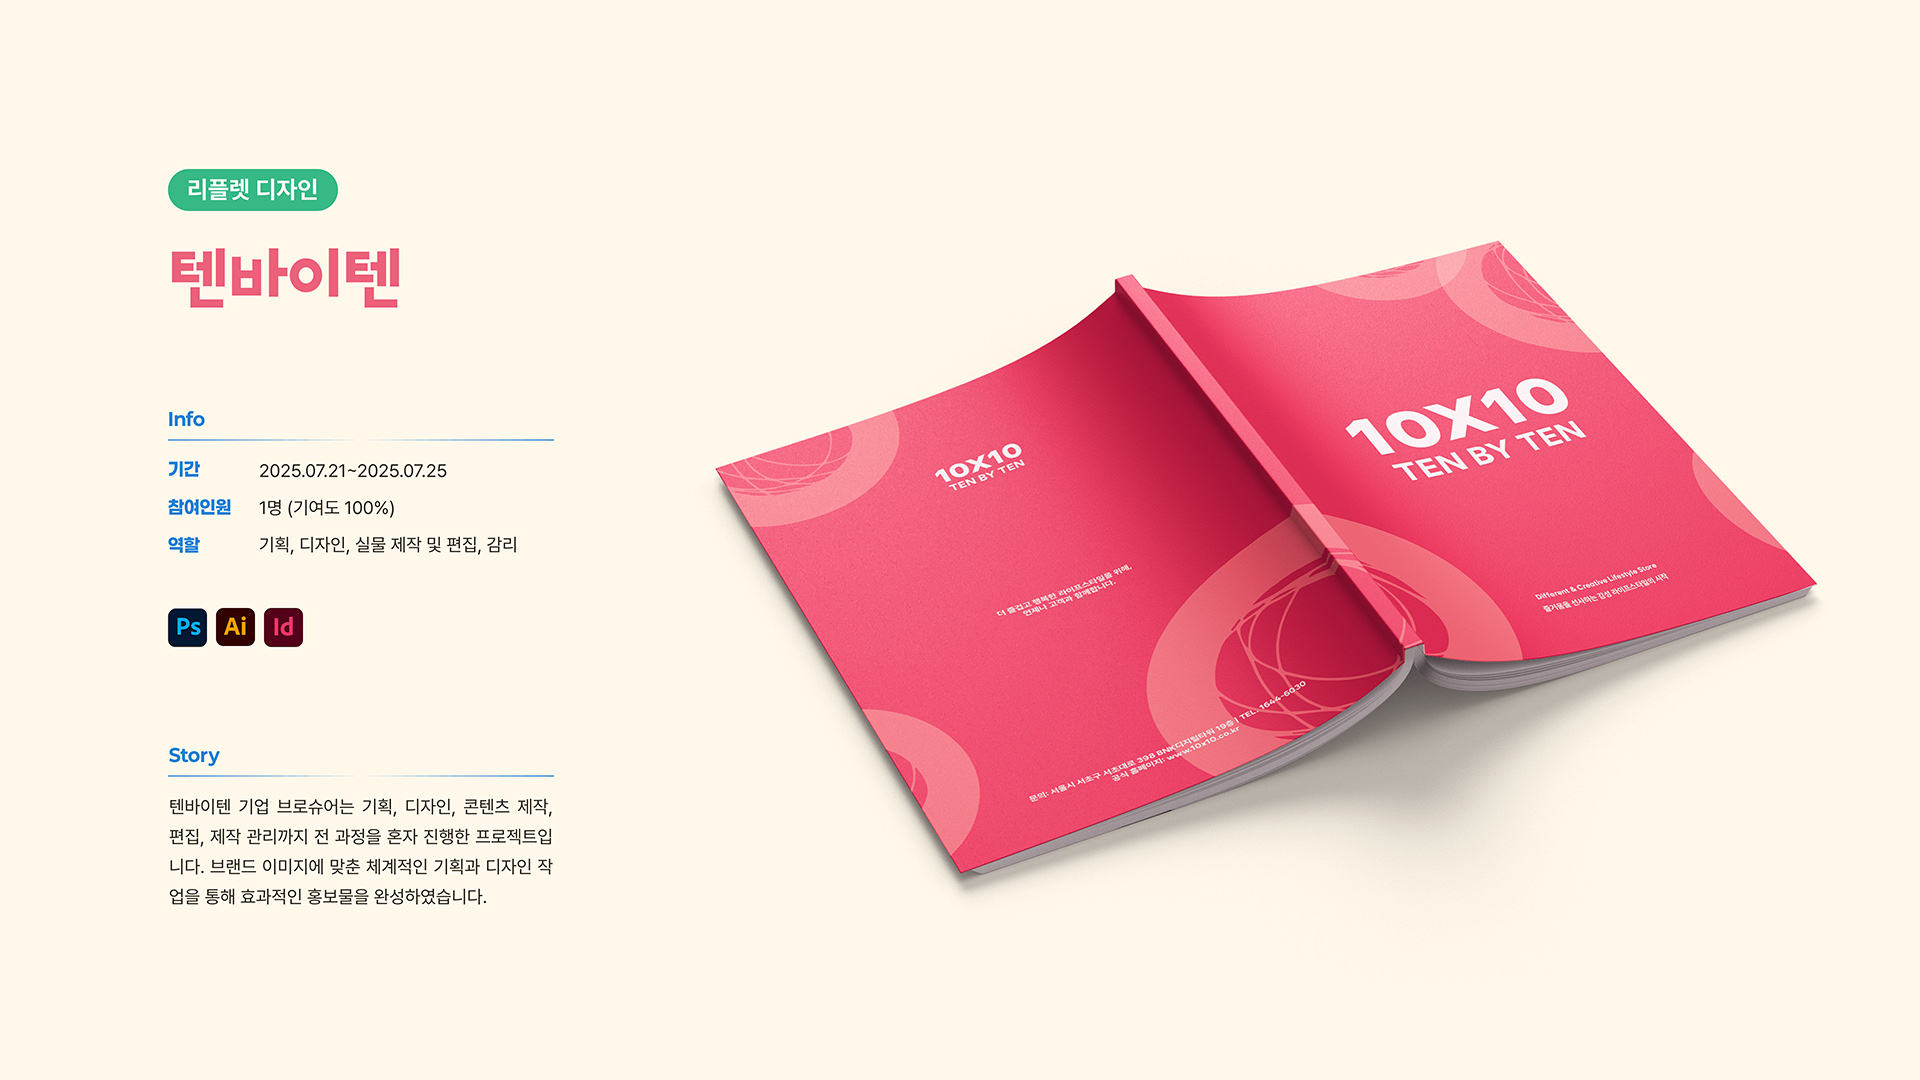 리플렛 디자인
텐바이텐
Info
기간 2025.07.21~2025.07.25
참여인원 1명 (기여도 100%)
역할 기획, 디자인, 실물 제작 및 편집, 감리
Ps Ai Id
Story
텐바이텐 기업 브로슈어는 기획, 디자인, 콘텐츠 제작,
편집, 제작 관리까지 전 과정을 혼자 진행한 프로젝트입
니다. 브랜드 이미지에 맞춘 체계적인 기획과 디자인 작
업을 통해 효과적인 홍보물을 완성하였습니다.
10X10
TEN BY TEN
더 즐겁고 행복한 라이프스타일을 위해,
언제나 고객과 함께합니다.
문의: 서울시 서초구 서초대로 398 BNK디지털타워 19층 | TEL. 1644-6030
공식 홈페이지: www.10x10.co.kr
10X10
TEN BY TEN
Different & Creative Lifestyle Store
즐거움을 선사하는 감성 라이프스타일의 시작